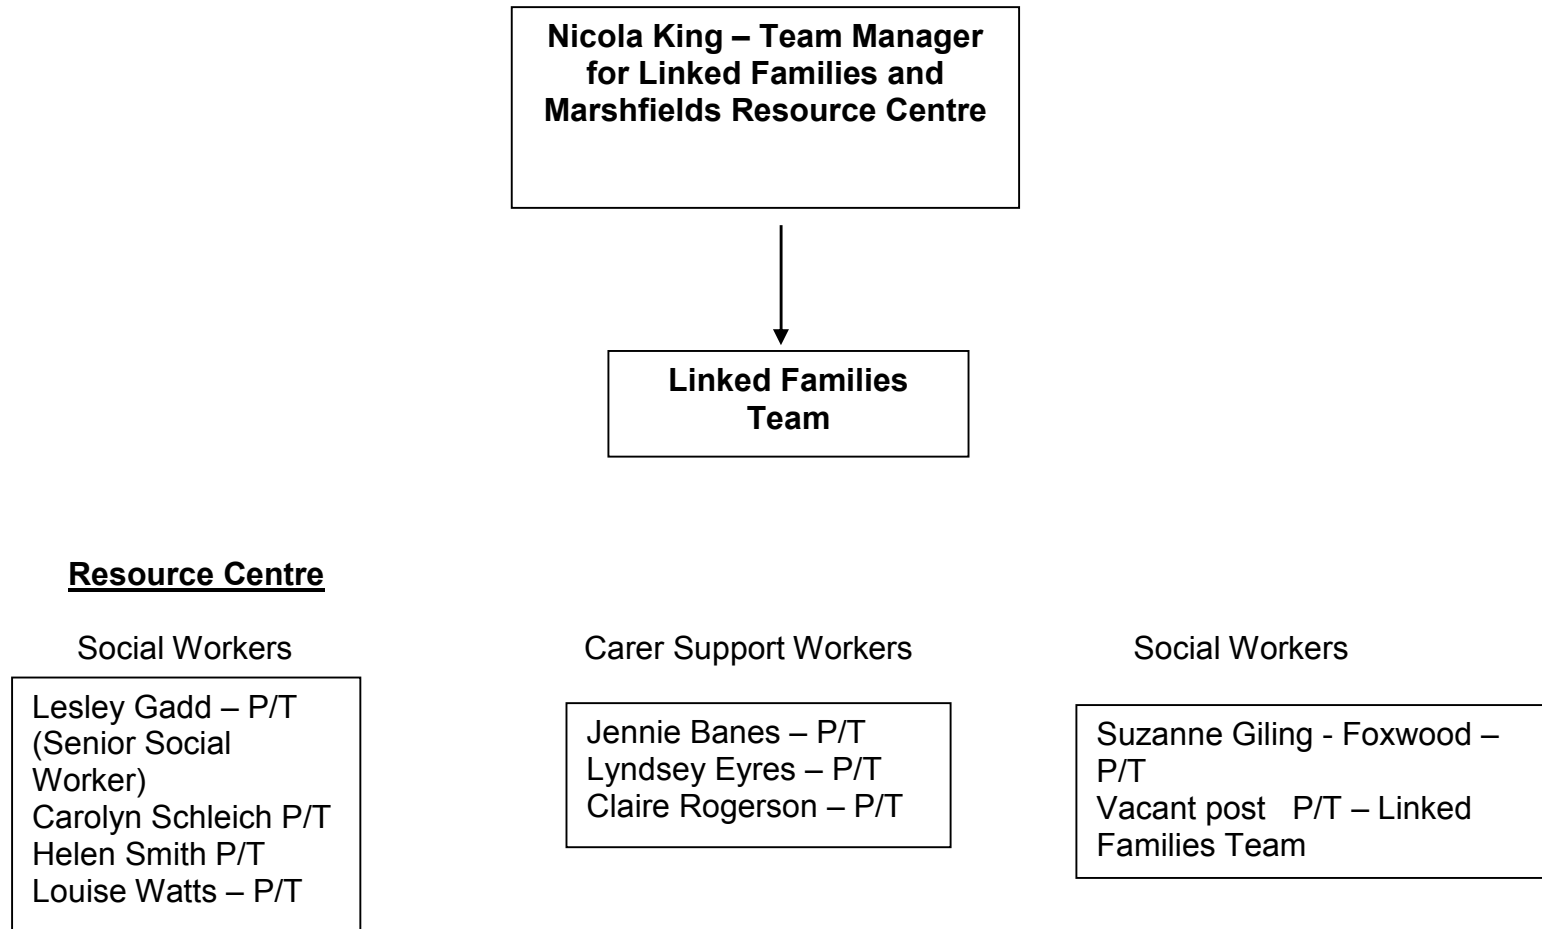 Nicola King – Team Manager
for Linked Families and
Marshfields Resource Centre
Linked Families
Team
Resource Centre
Social Workers
Lesley Gadd – P/T
(Senior Social
Worker)
Carolyn Schleich P/T
Helen Smith P/T
Louise Watts – P/T
Carer Support Workers
Jennie Banes – P/T
Lyndsey Eyres – P/T
Claire Rogerson – P/T
Social Workers
Suzanne Giling - Foxwood –
P/T
Vacant post   P/T – Linked
Families Team